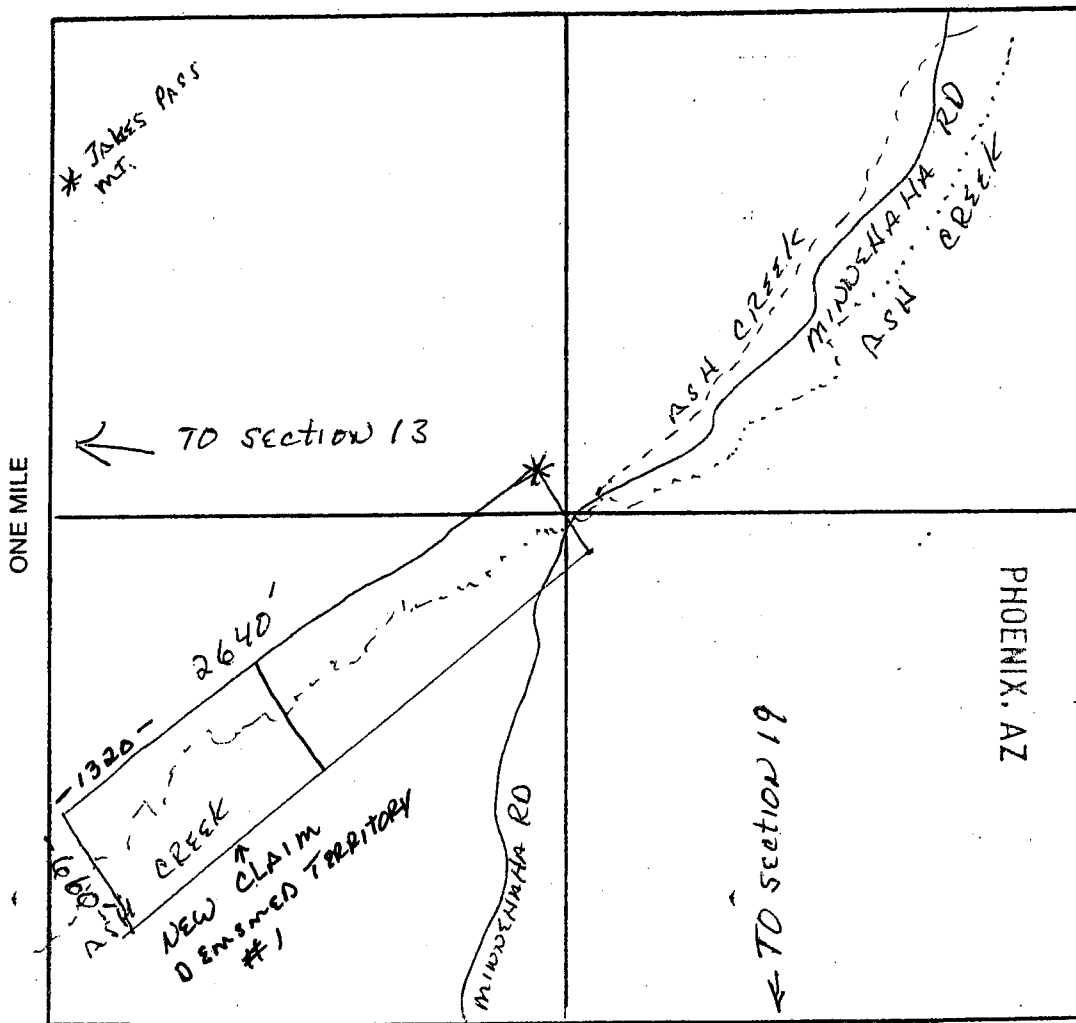 * JAKES PASS
MT.
ASH CREEK
MINNEHAHA RD
ASH CREEK
← TO SECTION 13
ONE MILE
2640'
-1320-
660'
ASH CREEK
NEW CLAIM
TERRITORY
#1
MINNEHAHA RD
← TO SECTION 19
PHOENIX, AZ